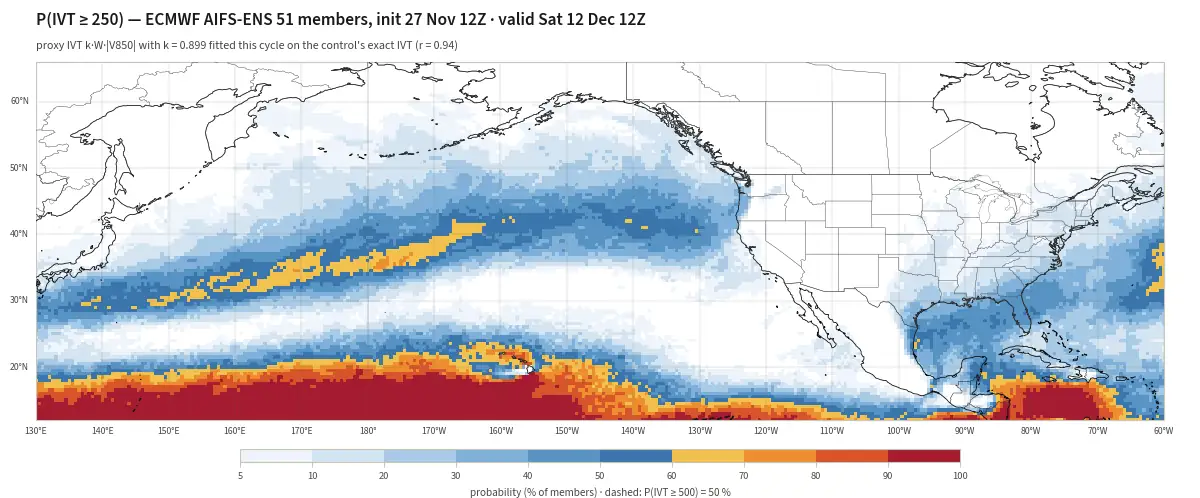 P(IVT ≥ 250) — ECMWF AIFS-ENS 51 members, init 27 Nov 12Z · valid Sat 12 Dec 12Z
proxy IVT k·W·|V850| with k = 0.899 fitted this cycle on the control's exact IVT (r = 0.94)
60°N
50°N
40°N
30°N
20°N
130°E 140°E 150°E 160°E 170°E 180° 170°W 160°W 150°W 140°W 130°W 120°W 110°W 100°W 90°W 80°W 70°W 60°W
5 10 20 30 40 50 60 70 80 90 100
probability (% of members) · dashed: P(IVT ≥ 500) = 50 %